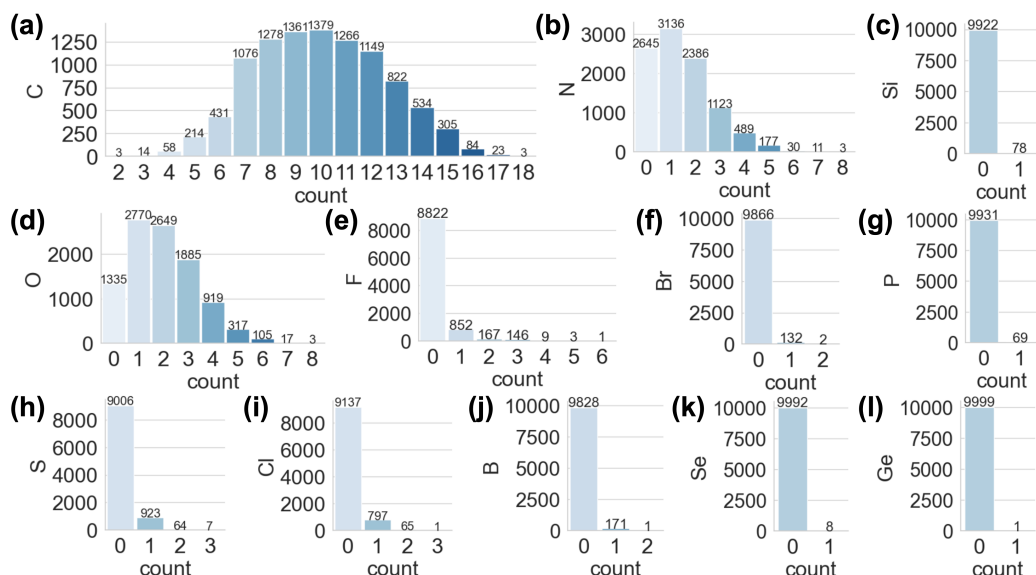 (a)
C
1250
1000
750
500
250
0
3 14 58 214 431 1076 1278 1361 1379 1266 1149 822 534 305 84 23 3
2 3 4 5 6 7 8 9 10 11 12 13 14 15 16 17 18
count
(b)
N
3000
2000
1000
0
2645 3136 2386 1123 489 177 30 11 3
0 1 2 3 4 5 6 7 8
count
(c)
Si
10000
7500
5000
2500
0
9922 78
0 1
count
(d)
O
2000
1000
0
1335 2770 2649 1885 919 317 105 17 3
0 1 2 3 4 5 6 7 8
count
(e)
F
8000
6000
4000
2000
0
8822 852 167 146 9 3 1
0 1 2 3 4 5 6
count
(f)
Br
10000
7500
5000
2500
0
9866 132 2
0 1 2
count
(g)
P
10000
7500
5000
2500
0
9931 69
0 1
count
(h)
S
8000
6000
4000
2000
0
9006 923 64 7
0 1 2 3
count
(i)
Cl
8000
6000
4000
2000
0
9137 797 65 1
0 1 2 3
count
(j)
B
10000
7500
5000
2500
0
9828 171 1
0 1 2
count
(k)
Se
10000
7500
5000
2500
0
9992 8
0 1
count
(l)
Ge
10000
7500
5000
2500
0
9999 1
0 1
count